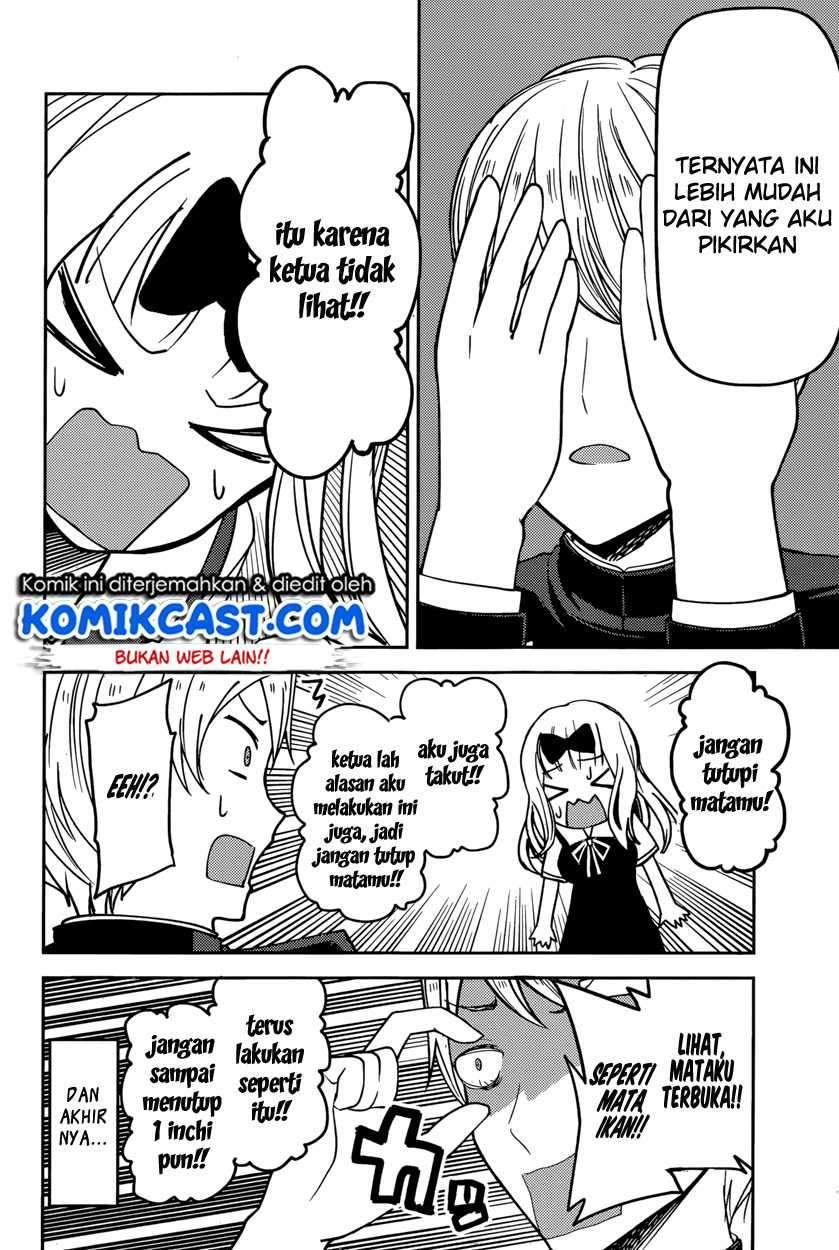 TERNYATA INI
LEBIH MUDAH
DARI YANG AKU
PIKIRKAN
itu karena
ketua tidak
lihat!!
Komik ini diterjemahkan & diedit oleh
KOMIKCAST.COM
BUKAN WEB LAIN!!
jangan
tutupi
matamu!
aku juga
takut!!
ketua lah
alasan aku
melakukan ini
juga, jadi
jangan tutup
matamu!!
EEH!?
LIHAT,
MATAKU
TERBUKA!!
SEPERTI
MATA
IKAN!!
terus
lakukan
seperti
itu!!
jangan
sampai
menutup
1 inchi
pun!!
カッ
DAN
AKHIR
NYA...